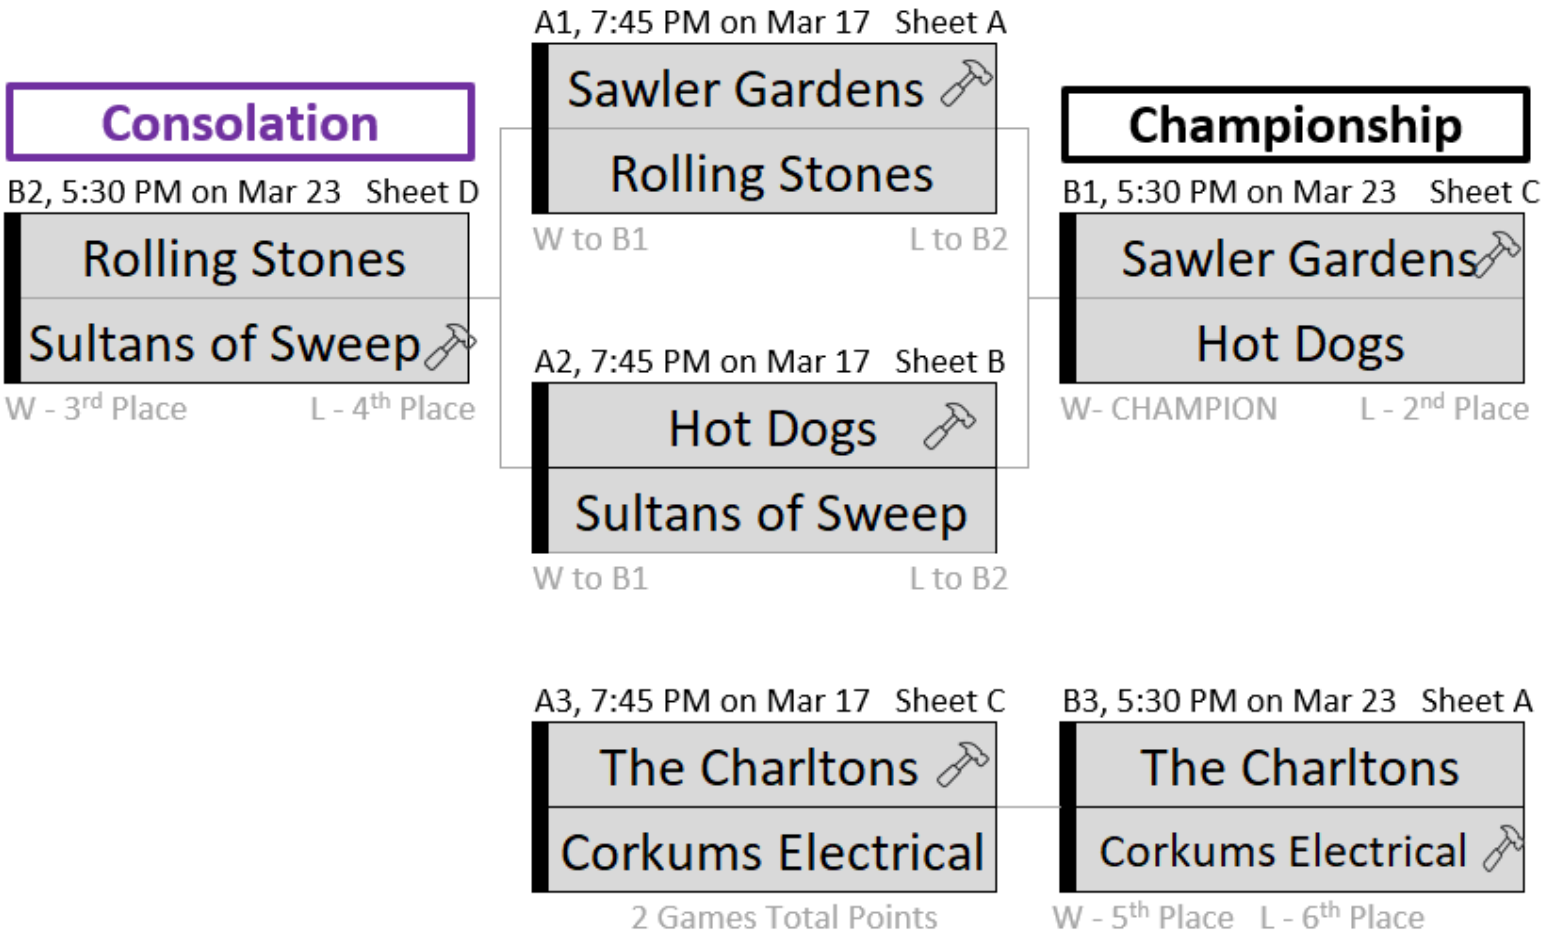 Consolation
B2, 5:30 PM on Mar 23 Sheet D
Rolling Stones
Sultans of Sweep
W - 3rd Place L - 4th Place
A1, 7:45 PM on Mar 17 Sheet A
Sawler Gardens
Rolling Stones
W to B1 L to B2
A2, 7:45 PM on Mar 17 Sheet B
Hot Dogs
Sultans of Sweep
W to B1 L to B2
Championship
B1, 5:30 PM on Mar 23 Sheet C
Sawler Gardens
Hot Dogs
W- CHAMPION L - 2nd Place
A3, 7:45 PM on Mar 17 Sheet C
The Charltons
Corkums Electrical
2 Games Total Points
B3, 5:30 PM on Mar 23 Sheet A
The Charltons
Corkums Electrical
W - 5th Place L - 6th Place